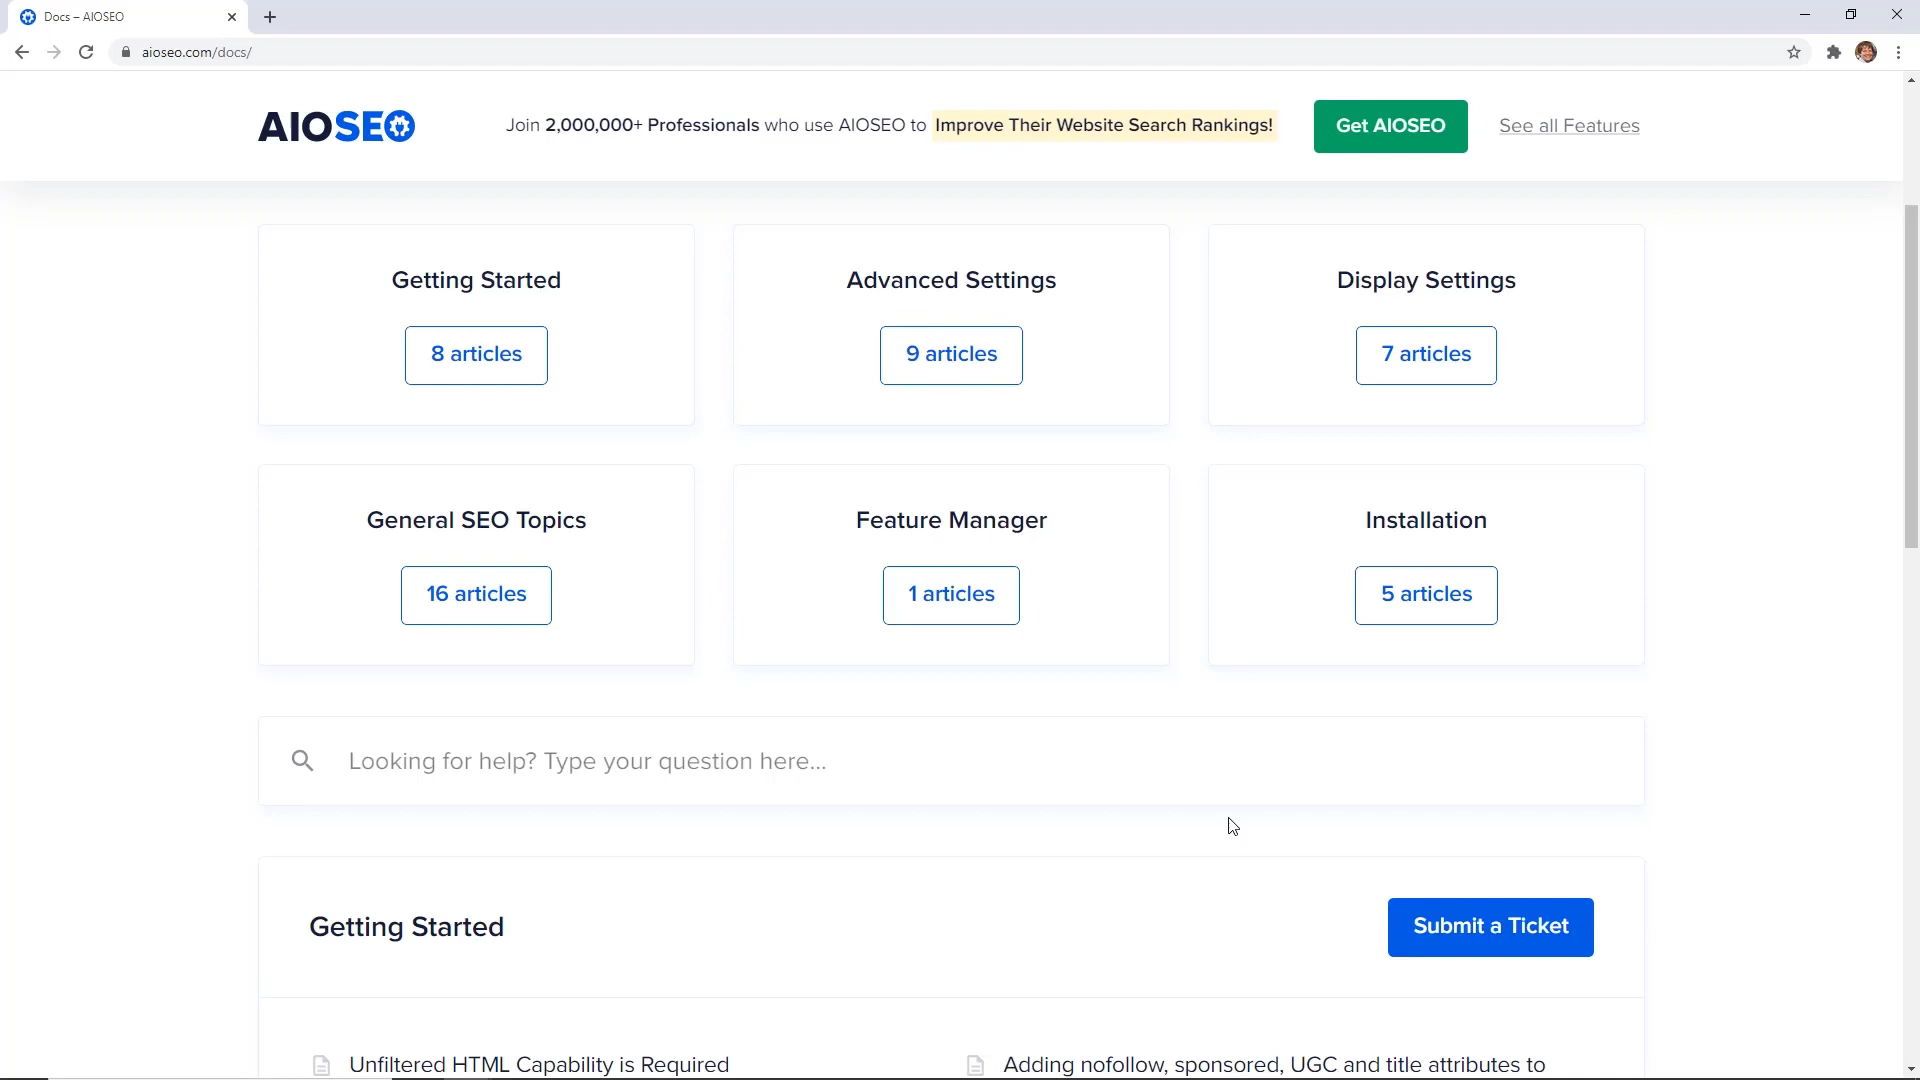 Docs – AIOSEO
aioseo.com/docs/
AIOSEO
Join 2,000,000+ Professionals who use AIOSEO to Improve Their Website Search Rankings!
Get AIOSEO
See all Features
Getting Started
Advanced Settings
Display Settings
8 articles
9 articles
7 articles
General SEO Topics
Feature Manager
Installation
16 articles
1 articles
5 articles
Looking for help? Type your question here...
Getting Started
Submit a Ticket
Unfiltered HTML Capability is Required
Adding nofollow, sponsored, UGC and title attributes to